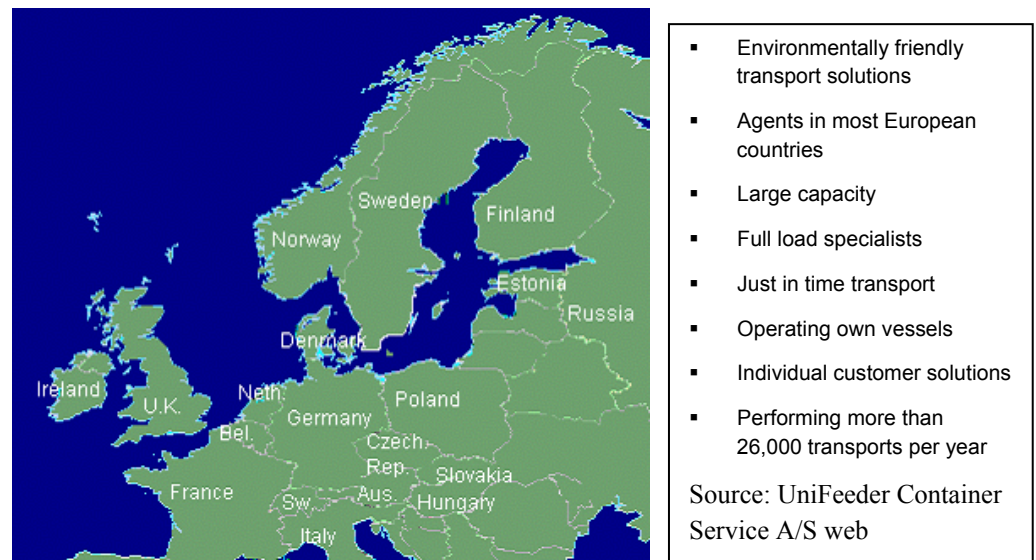 Sweden
Finland
Norway
Estonia
Russia
Denmark
Ireland
U.K.
Neth.
Poland
Germany
Bel.
Czech.
Rep.
Slovakia
France
Sw.
Aus.
Hungary
Italy
▪ Environmentally friendly
transport solutions
▪ Agents in most European
countries
▪ Large capacity
▪ Full load specialists
▪ Just in time transport
▪ Operating own vessels
▪ Individual customer solutions
▪ Performing more than
26,000 transports per year
Source: UniFeeder Container
Service A/S web